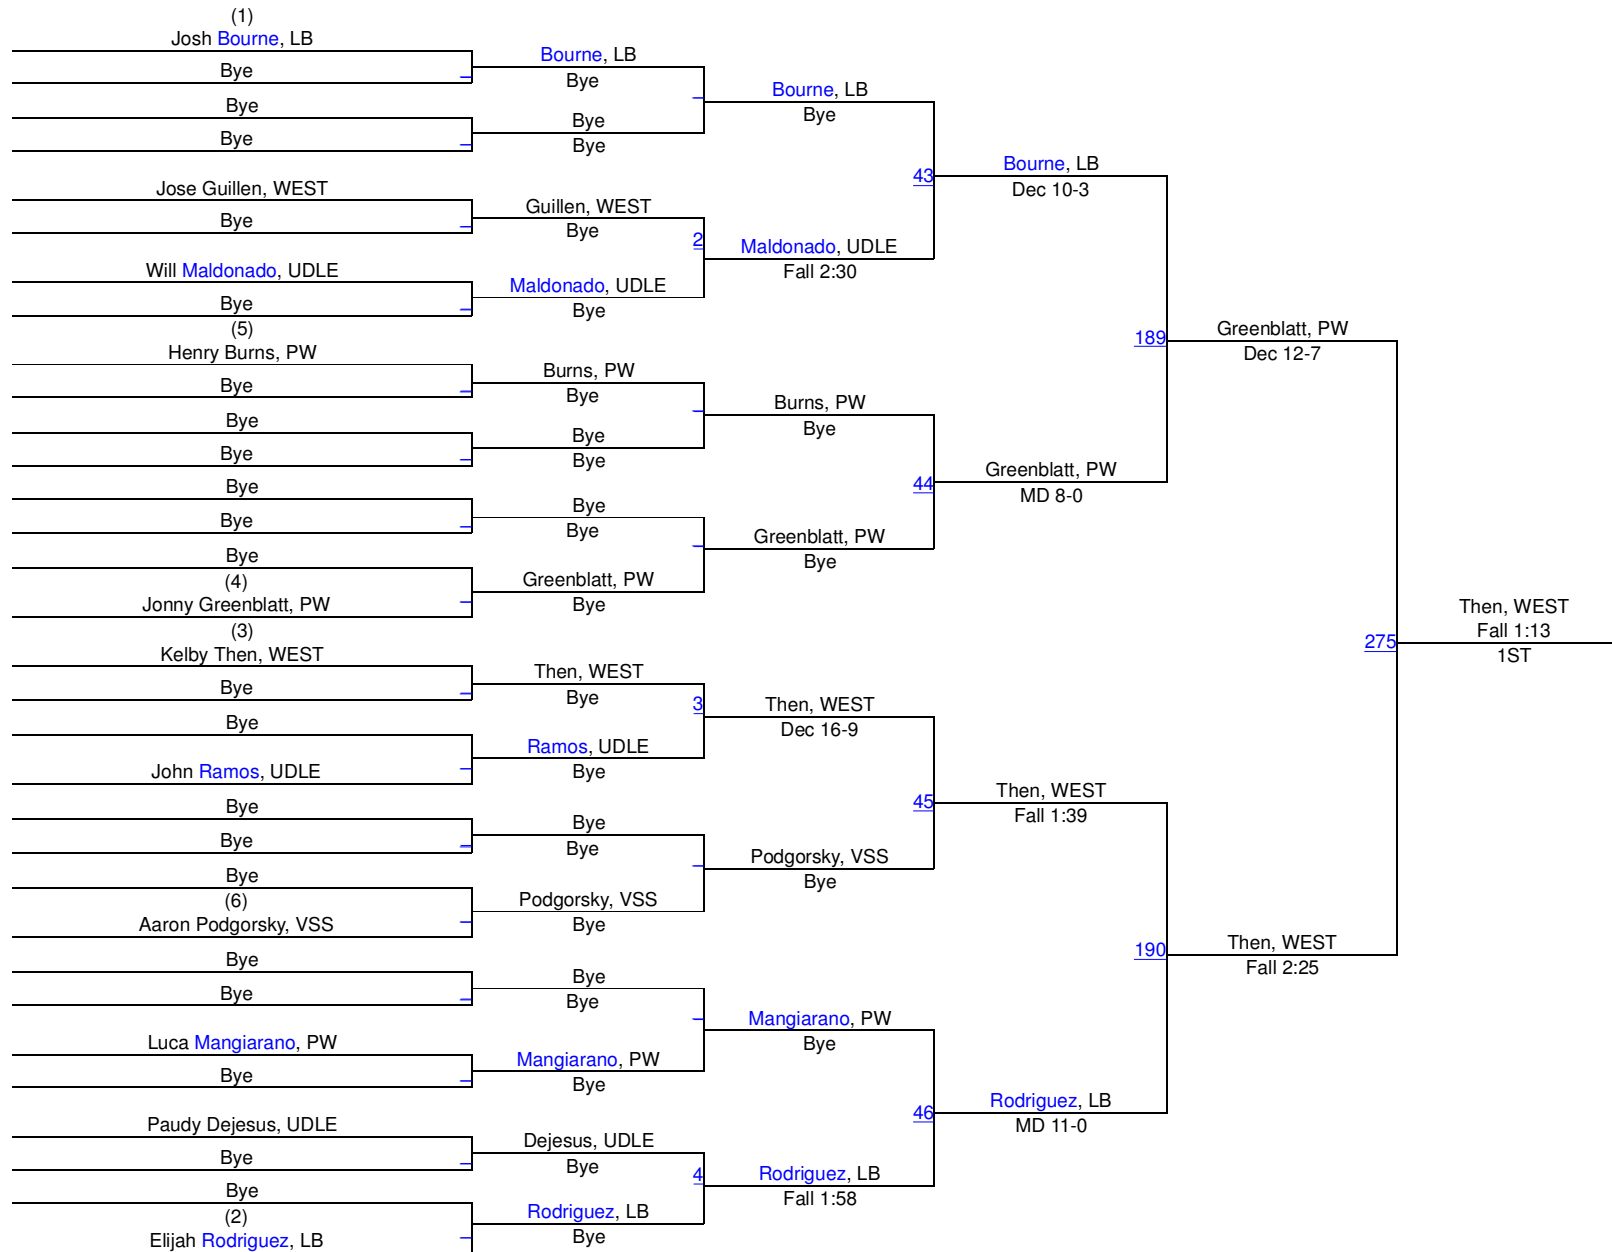 (1)
Josh Bourne, LB
Bye
Bye
Bye
Jose Guillen, WEST
Bye
Will Maldonado, UDLE
Bye
(5)
Henry Burns, PW
Bye
Bye
Bye
Bye
Bye
Bye
(4)
Jonny Greenblatt, PW
(3)
Kelby Then, WEST
Bye
Bye
John Ramos, UDLE
Bye
Bye
Bye
(6)
Aaron Podgorsky, VSS
Bye
Bye
Luca Mangiarano, PW
Bye
Paudy Dejesus, UDLE
Bye
Bye
(2)
Elijah Rodriguez, LB
Bourne, LB
Bye
Bye
Bye
Guillen, WEST
Bye
2
Maldonado, UDLE
Bye
Burns, PW
Bye
Bye
Bye
Bye
Bye
Greenblatt, PW
Bye
Then, WEST
Bye
3
Ramos, UDLE
Bye
Bye
Bye
Podgorsky, VSS
Bye
Bye
Bye
Mangiarano, PW
Bye
Dejesus, UDLE
Bye
4
Rodriguez, LB
Bye
Bourne, LB
Bye
43
Maldonado, UDLE
Fall 2:30
Burns, PW
Bye
44
Greenblatt, PW
Bye
Then, WEST
Dec 16-9
45
Podgorsky, VSS
Bye
Mangiarano, PW
Bye
46
Rodriguez, LB
Fall 1:58
Bourne, LB
Dec 10-3
189
Greenblatt, PW
MD 8-0
Then, WEST
Fall 1:39
190
Rodriguez, LB
MD 11-0
Greenblatt, PW
Dec 12-7
275
Then, WEST
Fall 2:25
Then, WEST
Fall 1:13
1ST